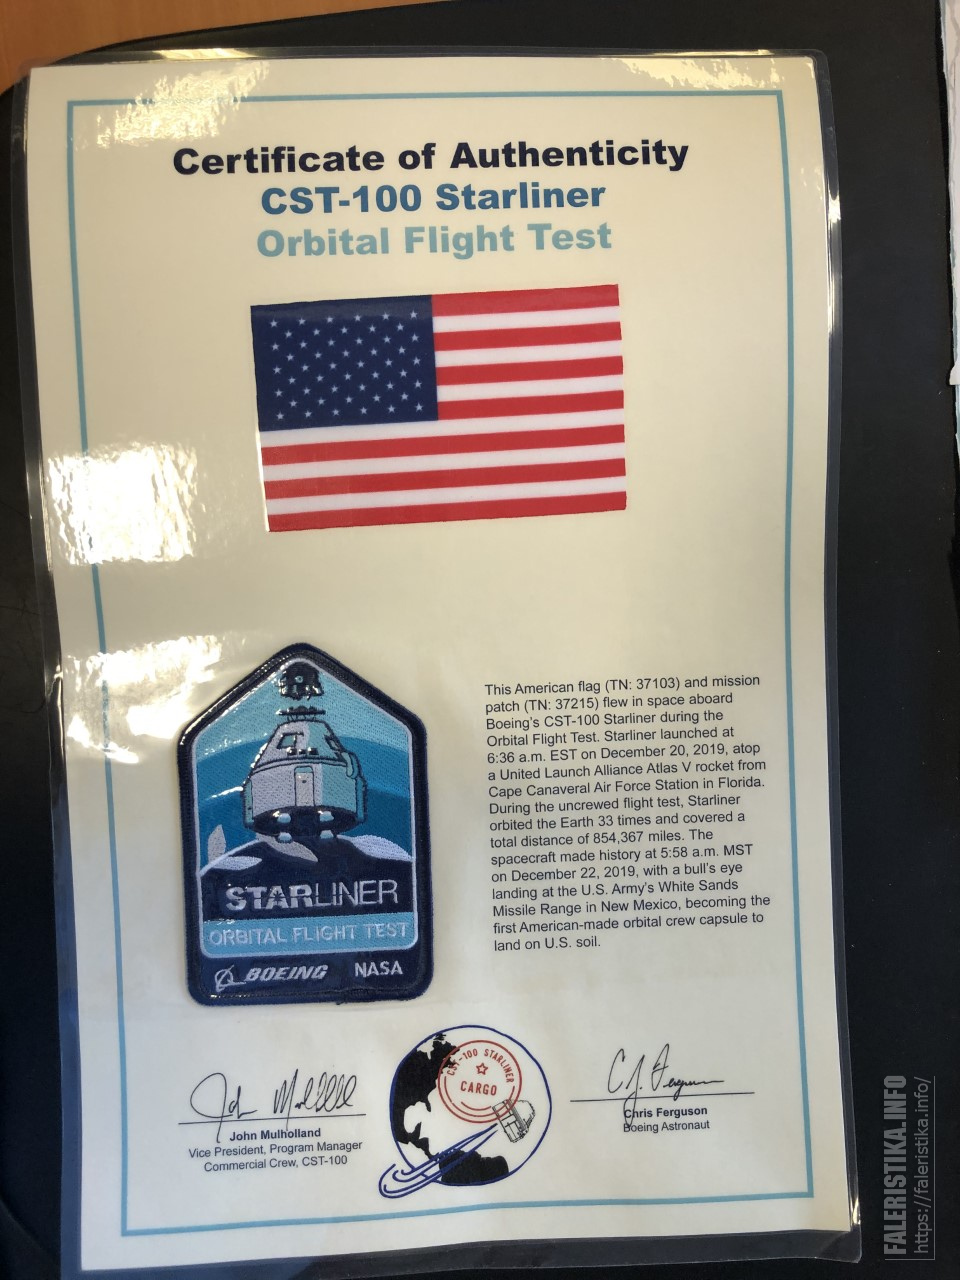 Certificate of Authenticity
CST-100 Starliner
Orbital Flight Test
This American flag (TN: 37103) and mission
patch (TN: 37215) flew in space aboard
Boeing's CST-100 Starliner during the
Orbital Flight Test. Starliner launched at
6:36 a.m. EST on December 20, 2019, atop
a United Launch Alliance Atlas V rocket from
Cape Canaveral Air Force Station in Florida.
During the uncrewed flight test, Starliner
orbited the Earth 33 times and covered a
total distance of 854,367 miles. The
spacecraft made history at 5:58 a.m. MST
on December 22, 2019, with a bull's eye
landing at the U.S. Army's White Sands
Missile Range in New Mexico, becoming the
first American-made orbital crew capsule to
land on U.S. soil.
STARLINER
ORBITAL FLIGHT TEST
BOEING NASA
John Mulholland
Vice President, Program Manager
Commercial Crew, CST-100
CST-100 STARLINER
CARGO
Chris Ferguson
Boeing Astronaut
FALERISTIKA.INFO
https://faleristika.info/